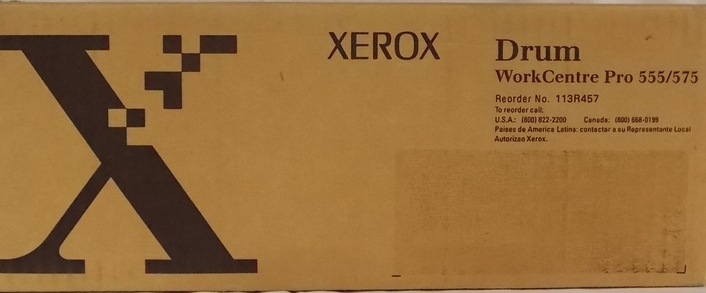 XEROX
Drum
WorkCentre Pro 555/575
Reorder No. 113R457
To reorder call:
U.S.A.: (800) 822-2200 Canada: (800) 668-0199
Paises de America Latina: contactar a su Representante Local
Autorizao Xerox.